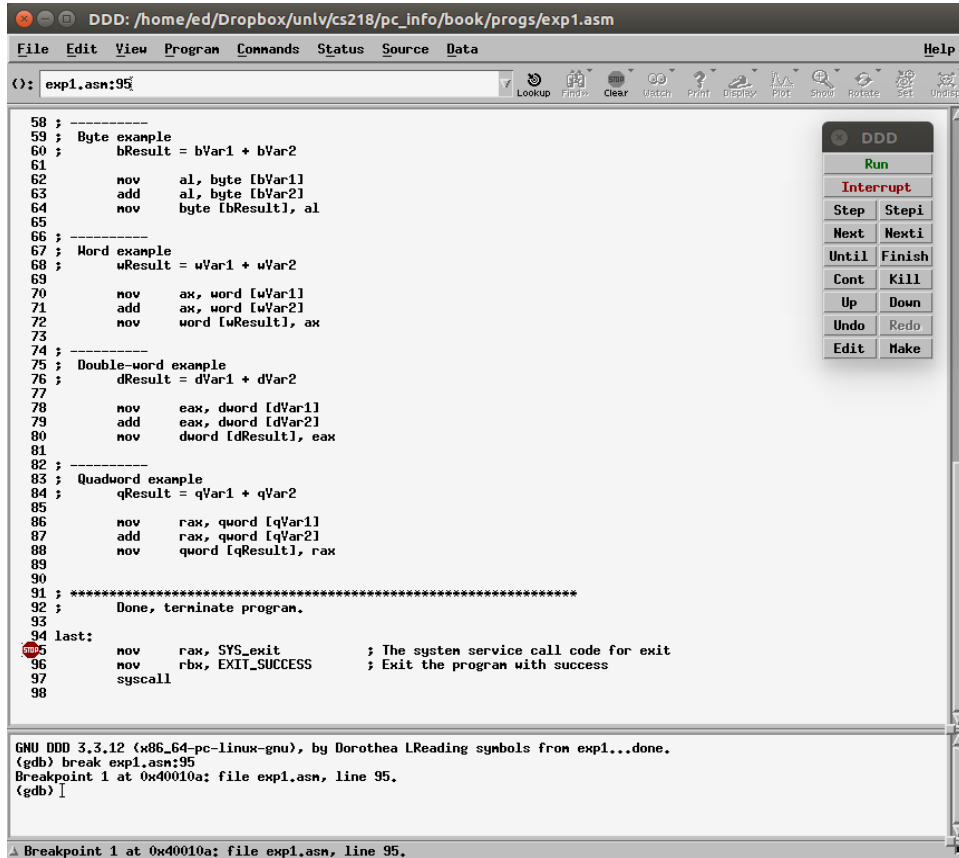 DDD: /home/ed/Dropbox/unlv/cs218/pc_info/book/progs/exp1.asm
File Edit View Program Commands Status Source Data Help
(): exp1.asm:95
Lookup Find» Clear Watch Print Display Plot Show Rotate Set Undisp
58 ; ----------
59 ; Byte example
60 ; bResult = bVar1 + bVar2
61
62 mov al, byte [bVar1]
63 add al, byte [bVar2]
64 mov byte [bResult], al
65
66 ; ----------
67 ; Word example
68 ; wResult = wVar1 + wVar2
69
70 mov ax, word [wVar1]
71 add ax, word [wVar2]
72 mov word [wResult], ax
73
74 ; ----------
75 ; Double-word example
76 ; dResult = dVar1 + dVar2
77
78 mov eax, dword [dVar1]
79 add eax, dword [dVar2]
80 mov dword [dResult], eax
81
82 ; ----------
83 ; Quadword example
84 ; qResult = qVar1 + qVar2
85
86 mov rax, qword [qVar1]
87 add rax, qword [qVar2]
88 mov qword [qResult], rax
89
90
91 ; *****************************************************************
92 ; Done, terminate program.
93
94 last:
STOP 5 mov rax, SYS_exit ; The system service call code for exit
96 mov rbx, EXIT_SUCCESS ; Exit the program with success
97 syscall
98
DDD
Run
Interrupt
Step Stepi
Next Nexti
Until Finish
Cont Kill
Up Down
Undo Redo
Edit Make
GNU DDD 3.3.12 (x86_64-pc-linux-gnu), by Dorothea LReading symbols from exp1...done.
(gdb) break exp1.asm:95
Breakpoint 1 at 0x40010a: file exp1.asm, line 95.
(gdb)
Breakpoint 1 at 0x40010a: file exp1.asm, line 95.